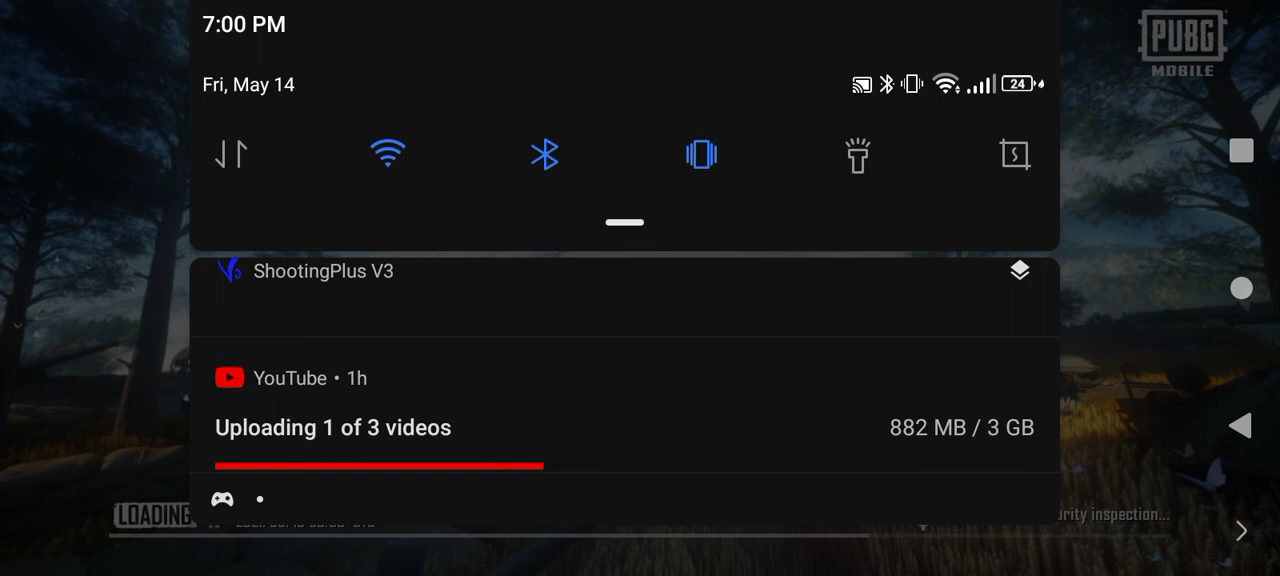 7:00 PM
PUBG
MOBILE
Fri, May 14
24
ShootingPlus V3
YouTube • 1h
Uploading 1 of 3 videos
882 MB / 3 GB
LOADING
inspection...